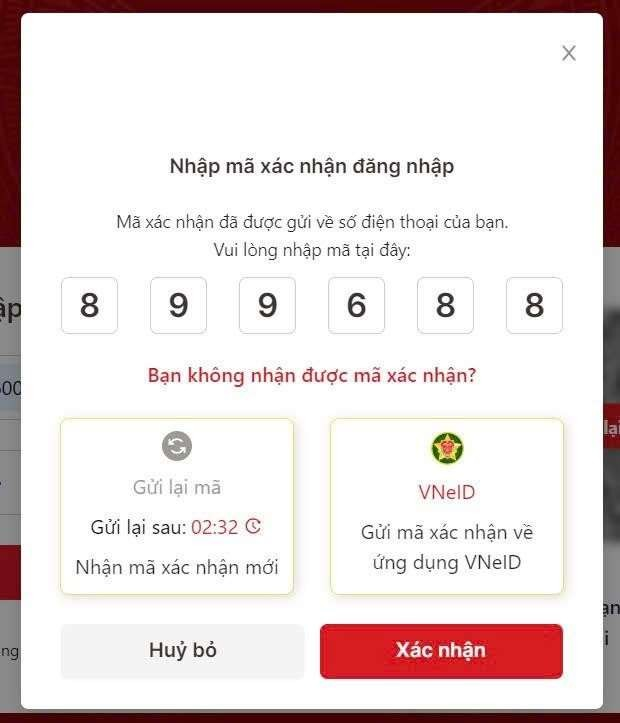 Nhập mã xác nhận đăng nhập
Mã xác nhận đã được gửi về số điện thoại của bạn.
Vui lòng nhập mã tại đây:
8 9 9 6 8 8
Bạn không nhận được mã xác nhận?
Gửi lại mã
Gửi lại sau: 02:32
Nhận mã xác nhận mới
VNeID
Gửi mã xác nhận về
ứng dụng VNeID
Huỷ bỏ
Xác nhận